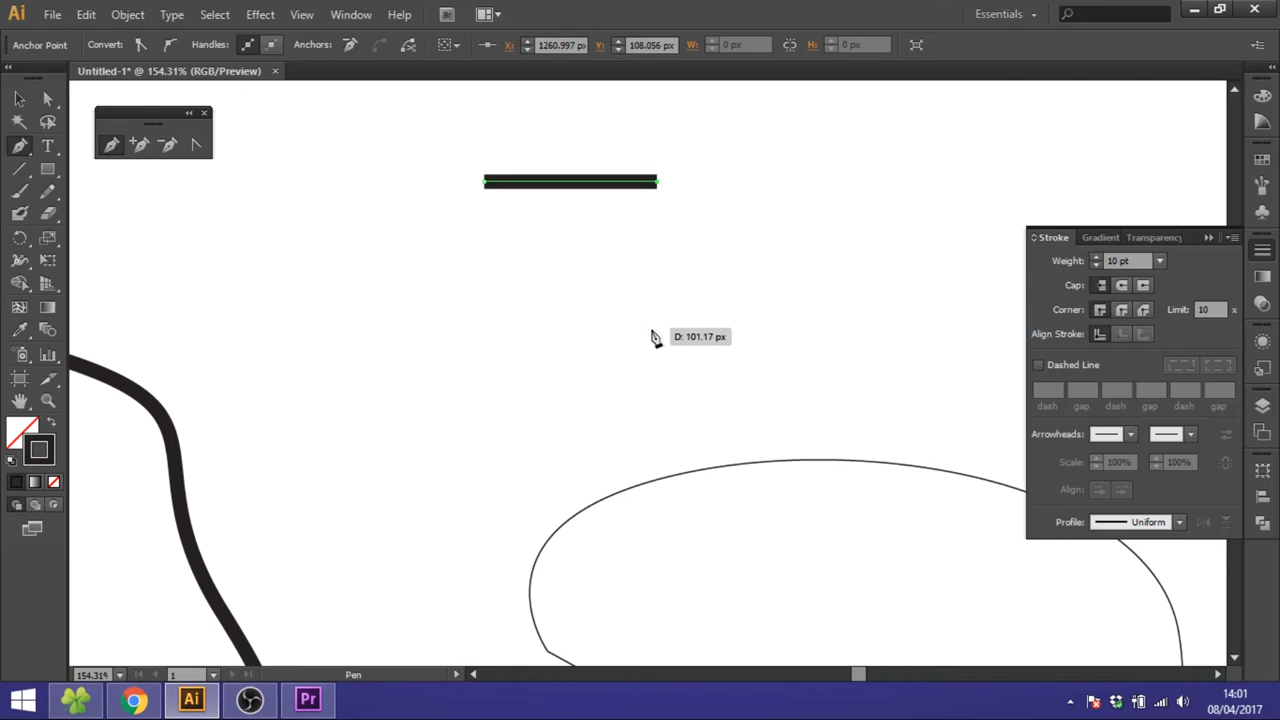 Ai File Edit Object Type Select Effect View Window Help Br Essentials
Anchor Point Convert: Handles: Anchors: X: 1260.997 px Y: 108.056 px W: 0 px H: 0 px
Untitled-1* @ 154.31% (RGB/Preview)
T
D: 101.17 px
Stroke Gradient Transparency
Weight: 10 pt
Cap:
Corner: Limit: 10 x
Align Stroke:
Dashed Line
dash gap dash gap dash gap
Arrowheads:
Scale: 100% 100%
Align:
Profile: Uniform
154.31% 1 Pen
Ai Pr
14:01
08/04/2017